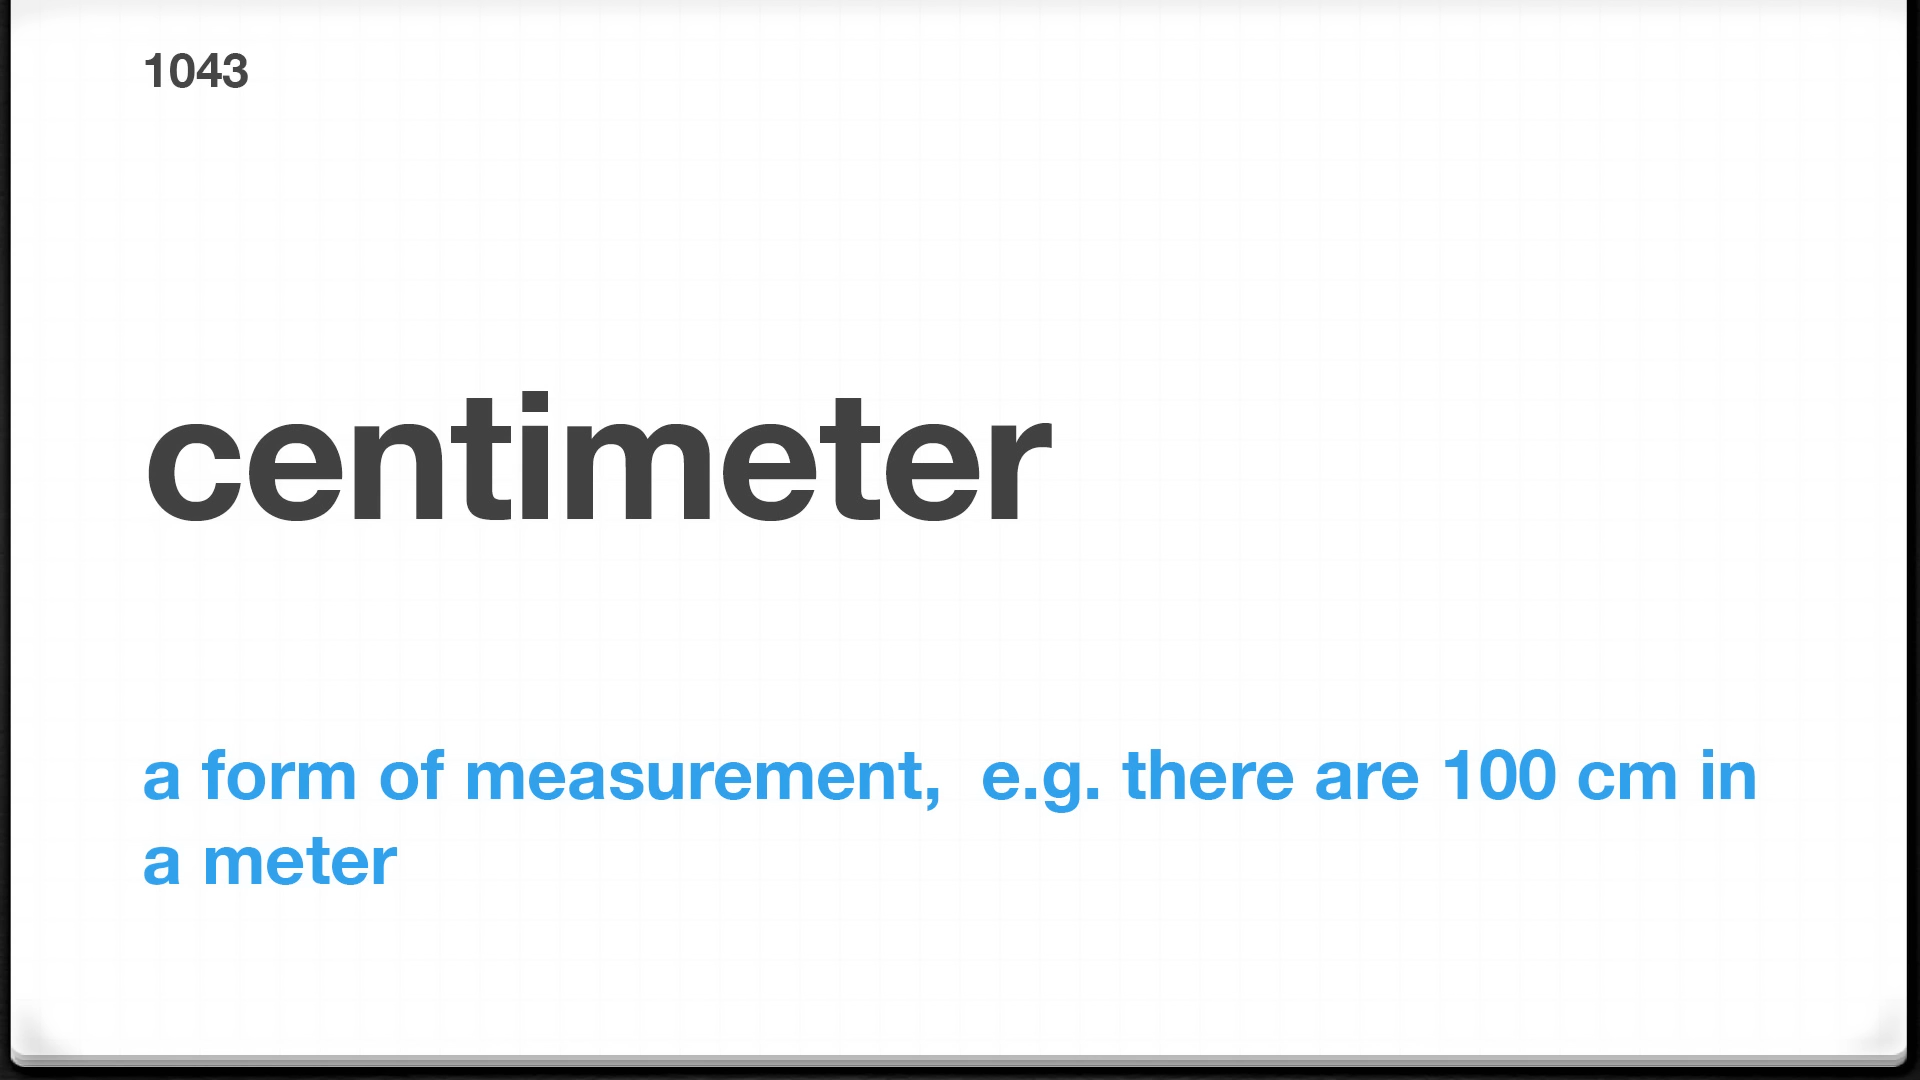 1043
centimeter
a form of measurement,  e.g. there are 100 cm in
a meter